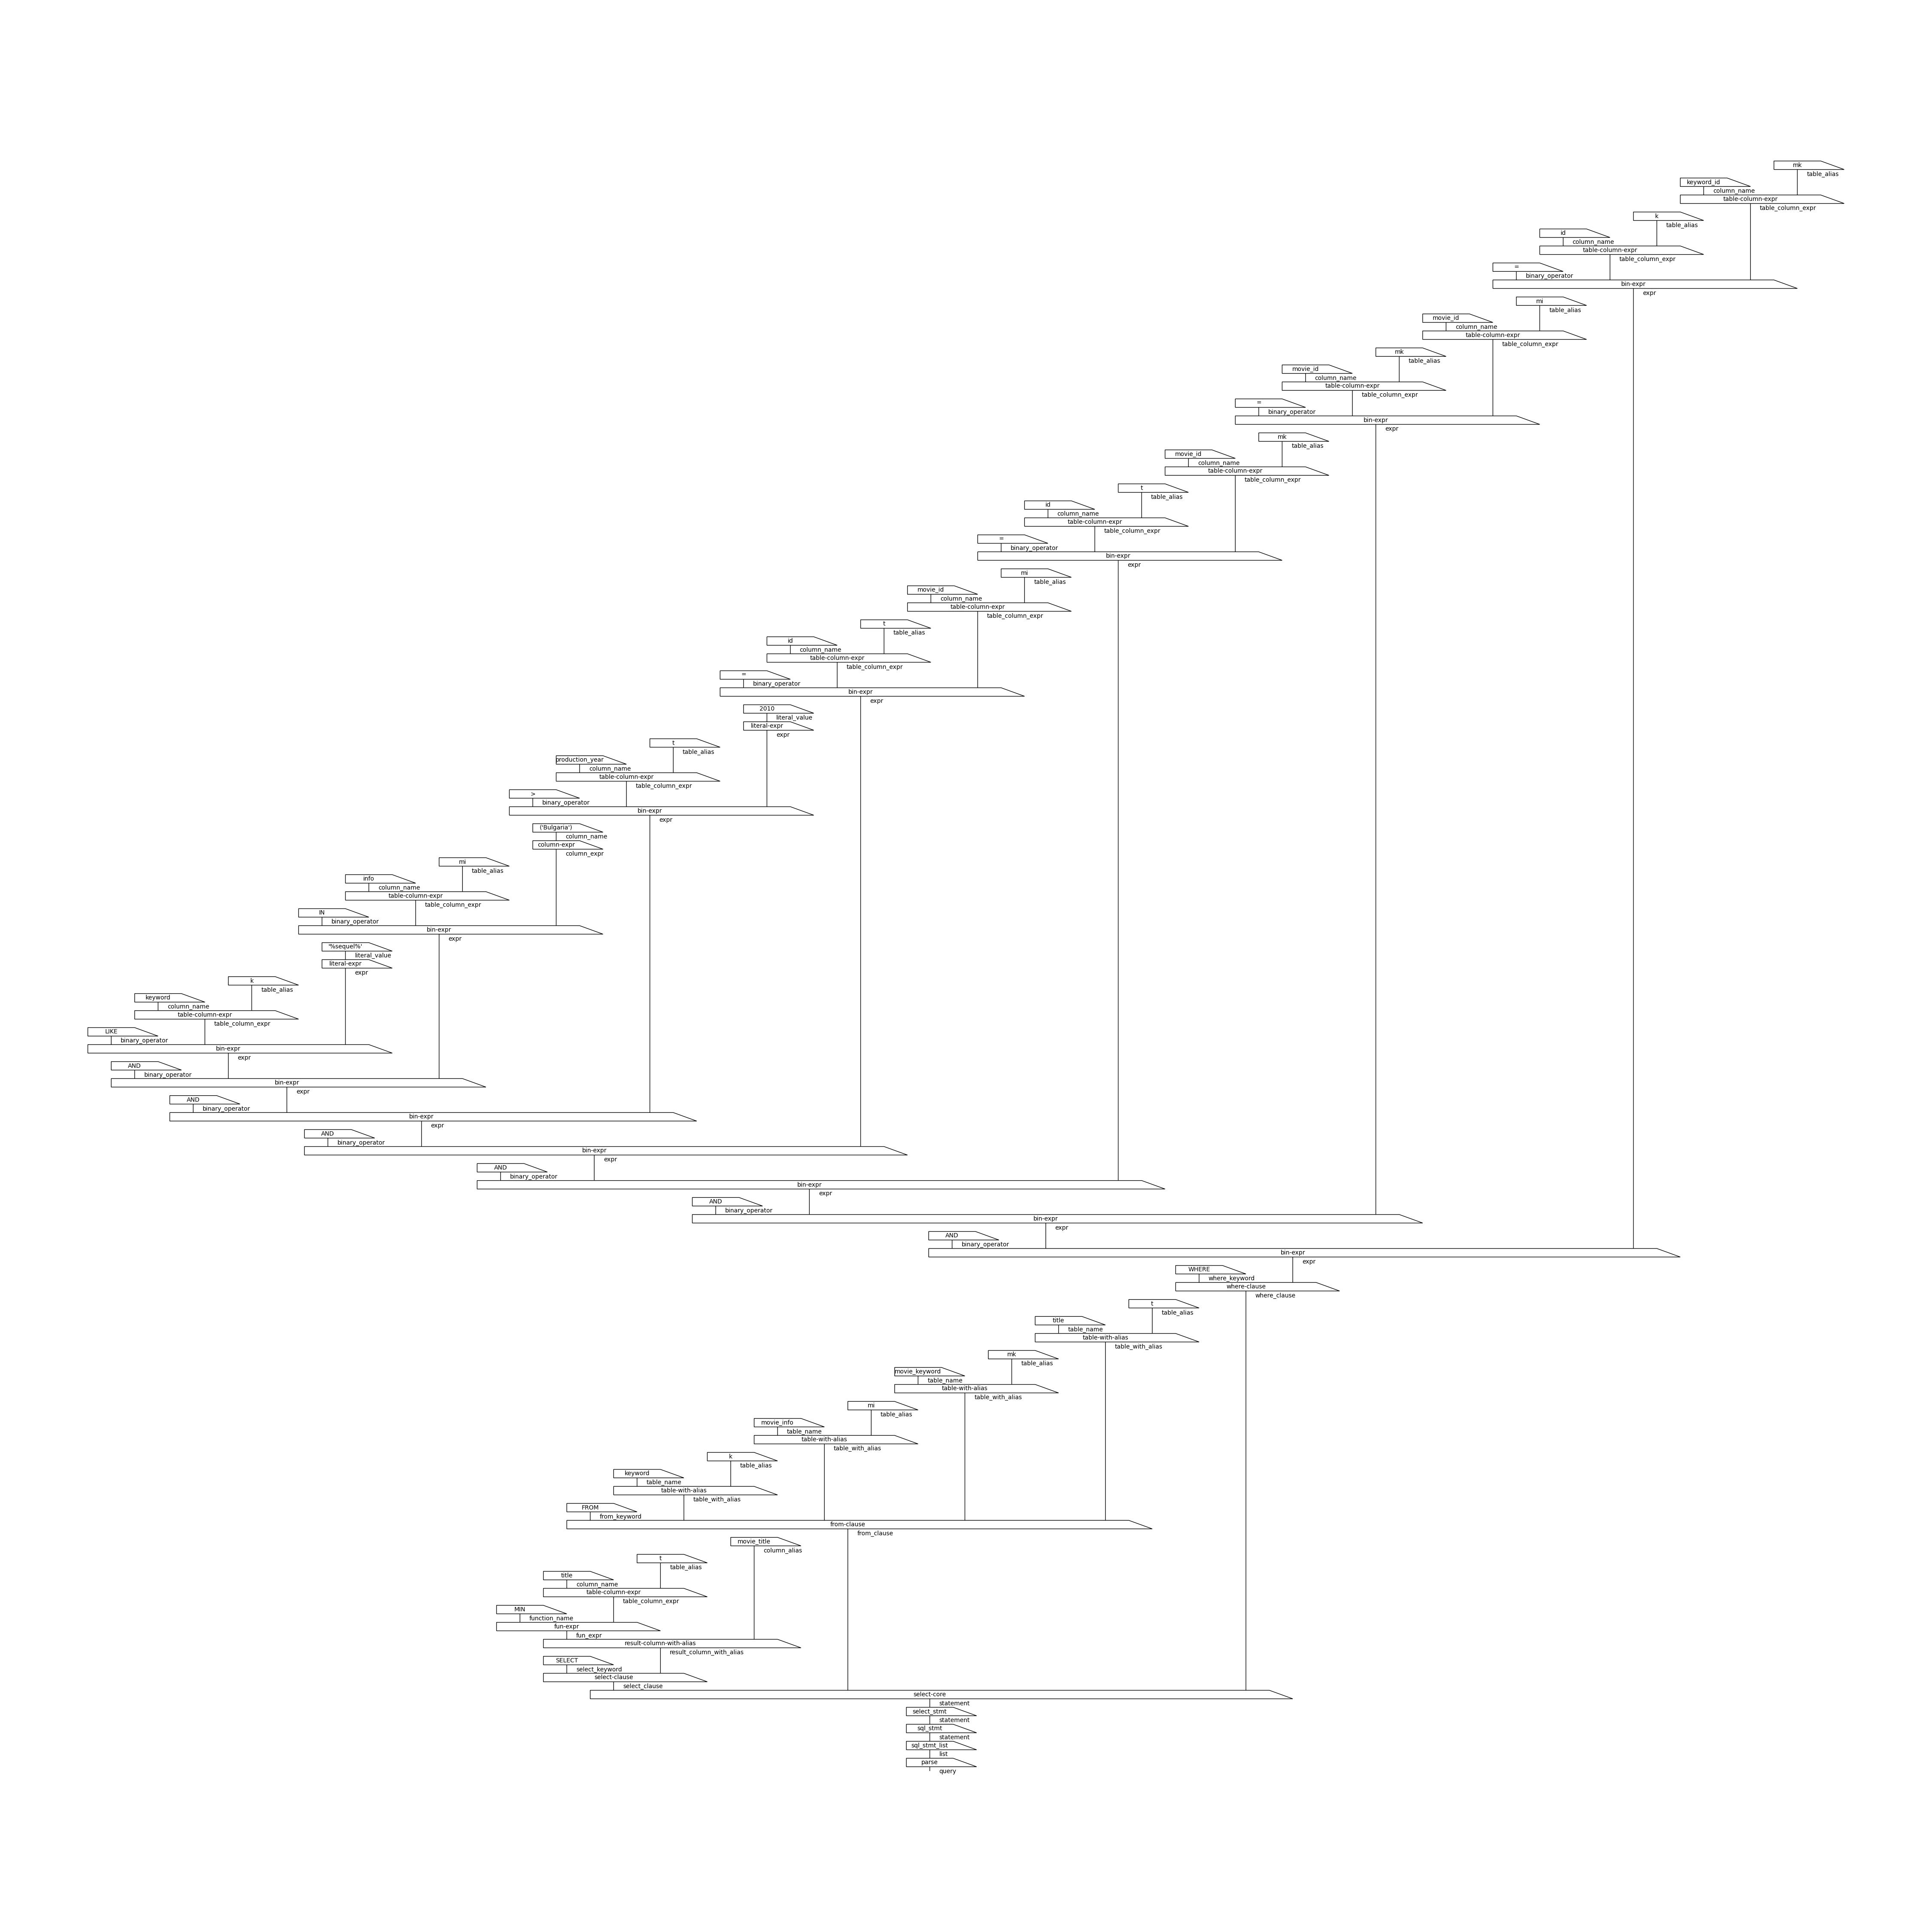 mk
table_alias
keyword_id
column_name
table-column-expr
table_column_expr
k
table_alias
id
column_name
table-column-expr
table_column_expr
=
binary_operator
bin-expr
expr
mi
table_alias
movie_id
column_name
table-column-expr
table_column_expr
mk
table_alias
movie_id
column_name
table-column-expr
table_column_expr
=
binary_operator
bin-expr
expr
mk
table_alias
movie_id
column_name
table-column-expr
table_column_expr
t
table_alias
id
column_name
table-column-expr
table_column_expr
=
binary_operator
bin-expr
expr
mi
table_alias
movie_id
column_name
table-column-expr
table_column_expr
t
table_alias
id
column_name
table-column-expr
table_column_expr
=
binary_operator
bin-expr
expr
2010
literal_value
literal-expr
expr
t
table_alias
production_year
column_name
table-column-expr
table_column_expr
>
binary_operator
bin-expr
expr
('Bulgaria')
column_name
column-expr
column_expr
mi
table_alias
info
column_name
table-column-expr
table_column_expr
IN
binary_operator
bin-expr
expr
'%sequel%'
literal_value
literal-expr
expr
k
table_alias
keyword
column_name
table-column-expr
table_column_expr
LIKE
binary_operator
bin-expr
expr
AND
binary_operator
bin-expr
expr
AND
binary_operator
bin-expr
expr
AND
binary_operator
bin-expr
expr
AND
binary_operator
bin-expr
expr
AND
binary_operator
bin-expr
expr
AND
binary_operator
bin-expr
expr
WHERE
where_keyword
where-clause
where_clause
t
table_alias
title
table_name
table-with-alias
table_with_alias
mk
table_alias
movie_keyword
table_name
table-with-alias
table_with_alias
mi
table_alias
movie_info
table_name
table-with-alias
table_with_alias
k
table_alias
keyword
table_name
table-with-alias
table_with_alias
FROM
from_keyword
from-clause
from_clause
movie_title
column_alias
t
table_alias
title
column_name
table-column-expr
table_column_expr
MIN
function_name
fun-expr
fun_expr
result-column-with-alias
result_column_with_alias
SELECT
select_keyword
select-clause
select_clause
select-core
statement
select_stmt
statement
sql_stmt
statement
sql_stmt_list
list
parse
query